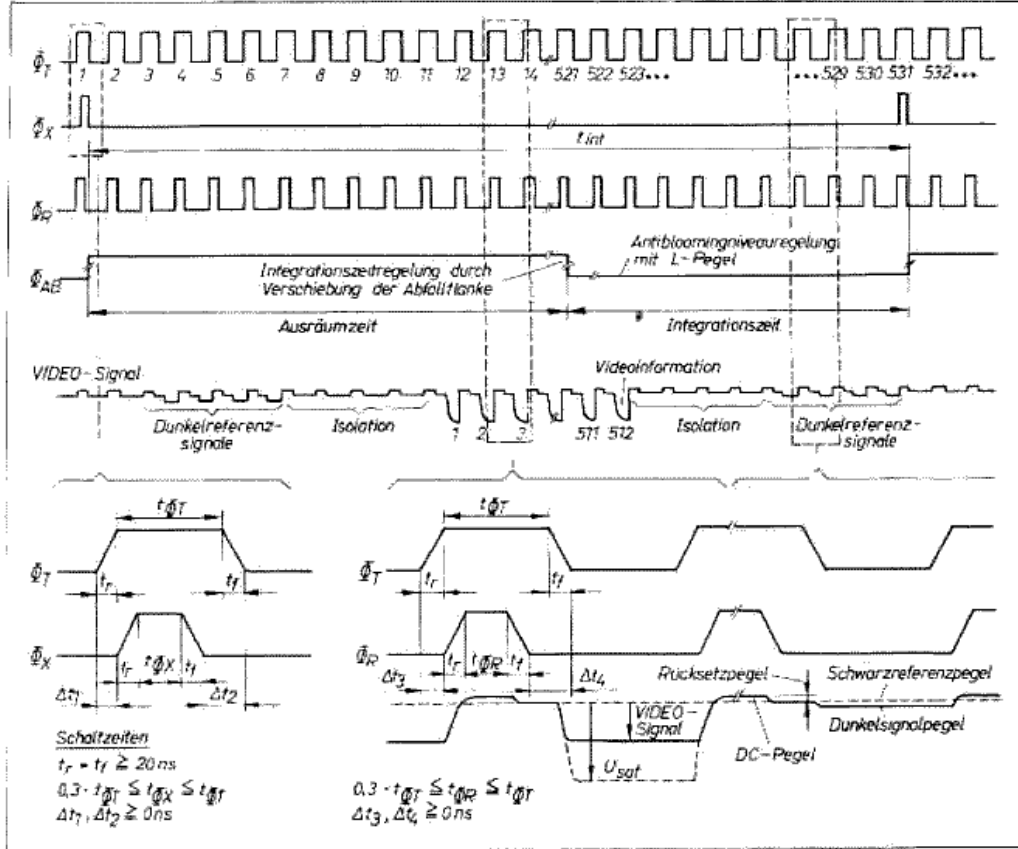 Φ_T
1 2 3 4 5 6 7 8 9 10 11 12 13 14 521 522 523••• •••529 530 531 532•••
Φ_X
t_int
Φ_R
Antibloomingniveauregelung
mit L-Pegel
Integrationszeitregelung durch
Verschiebung der Abfallflanke
Φ_AB
Ausräumzeit
Integrationszeit
VIDEO-Signal
Videoinformation
Dunkelreferenz-
signale
Isolation
1 2 3 511 512
Isolation
Dunkelreferenz-
signale
t_ΦT
Φ_T
t_r
t_f
Φ_X
t_r
t_ΦX
t_f
Δt_1
Δt_2
Schaltzeiten
t_r = t_f ≧ 20 ns
0,3 · t_ΦT ≦ t_ΦX ≦ t_ΦT
Δt_1, Δt_2 ≧ 0 ns
t_ΦT
Φ_T
t_r
t_f
Φ_R
t_r
t_ΦR
t_f
Δt_3
Δt_4
Rücksetzpegel
Schwarzreferenzpegel
VIDEO-
Signal
Dunkelsignalpegel
DC-Pegel
U_sat
0,3 · t_ΦT ≦ t_ΦR ≦ t_ΦT
Δt_3, Δt_4 ≧ 0 ns